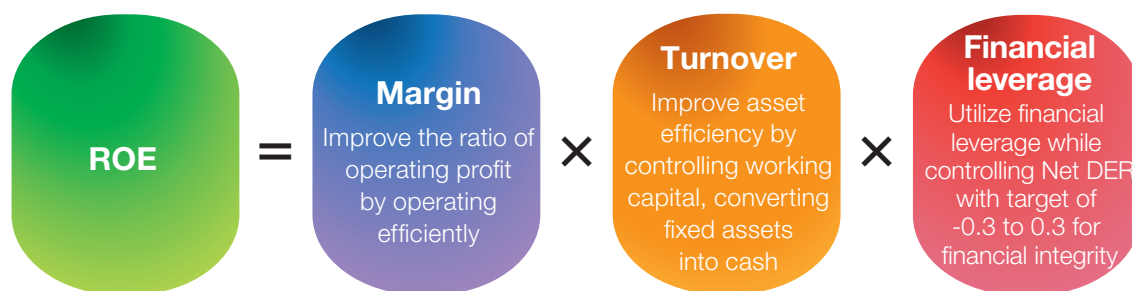 ROE
=
Margin
Improve the ratio of
operating profit
by operating
efficiently
×
Turnover
Improve asset
efficiency by
controlling working
capital, converting
fixed assets
into cash
×
Financial
leverage
Utilize financial
leverage while
controlling Net DER
with target of
-0.3 to 0.3 for
financial integrity